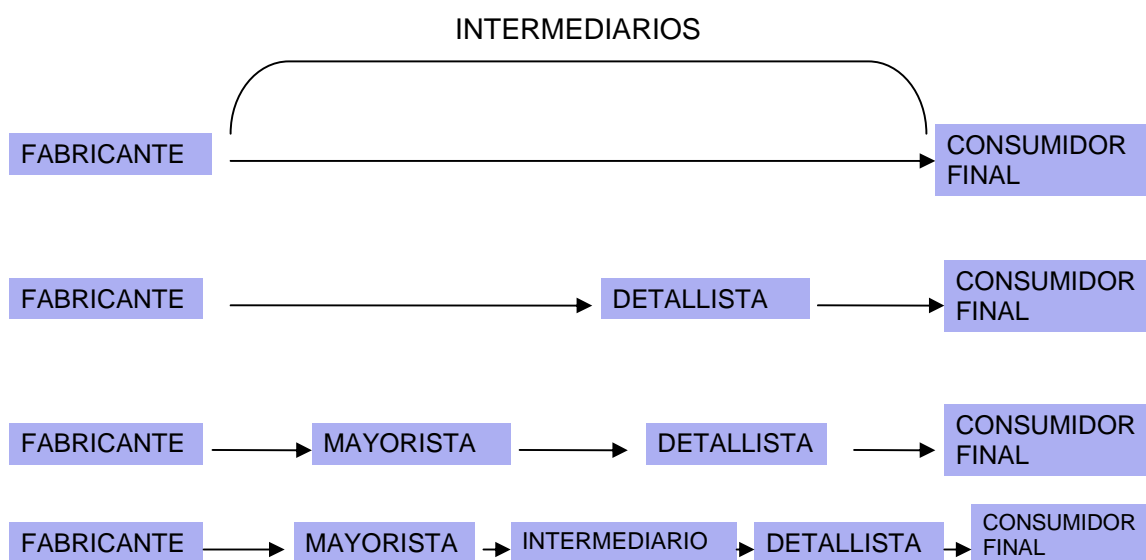 INTERMEDIARIOS
FABRICANTE
CONSUMIDOR
FINAL
FABRICANTE
DETALLISTA
CONSUMIDOR
FINAL
FABRICANTE
MAYORISTA
DETALLISTA
CONSUMIDOR
FINAL
FABRICANTE
MAYORISTA
INTERMEDIARIO
DETALLISTA
CONSUMIDOR
FINAL